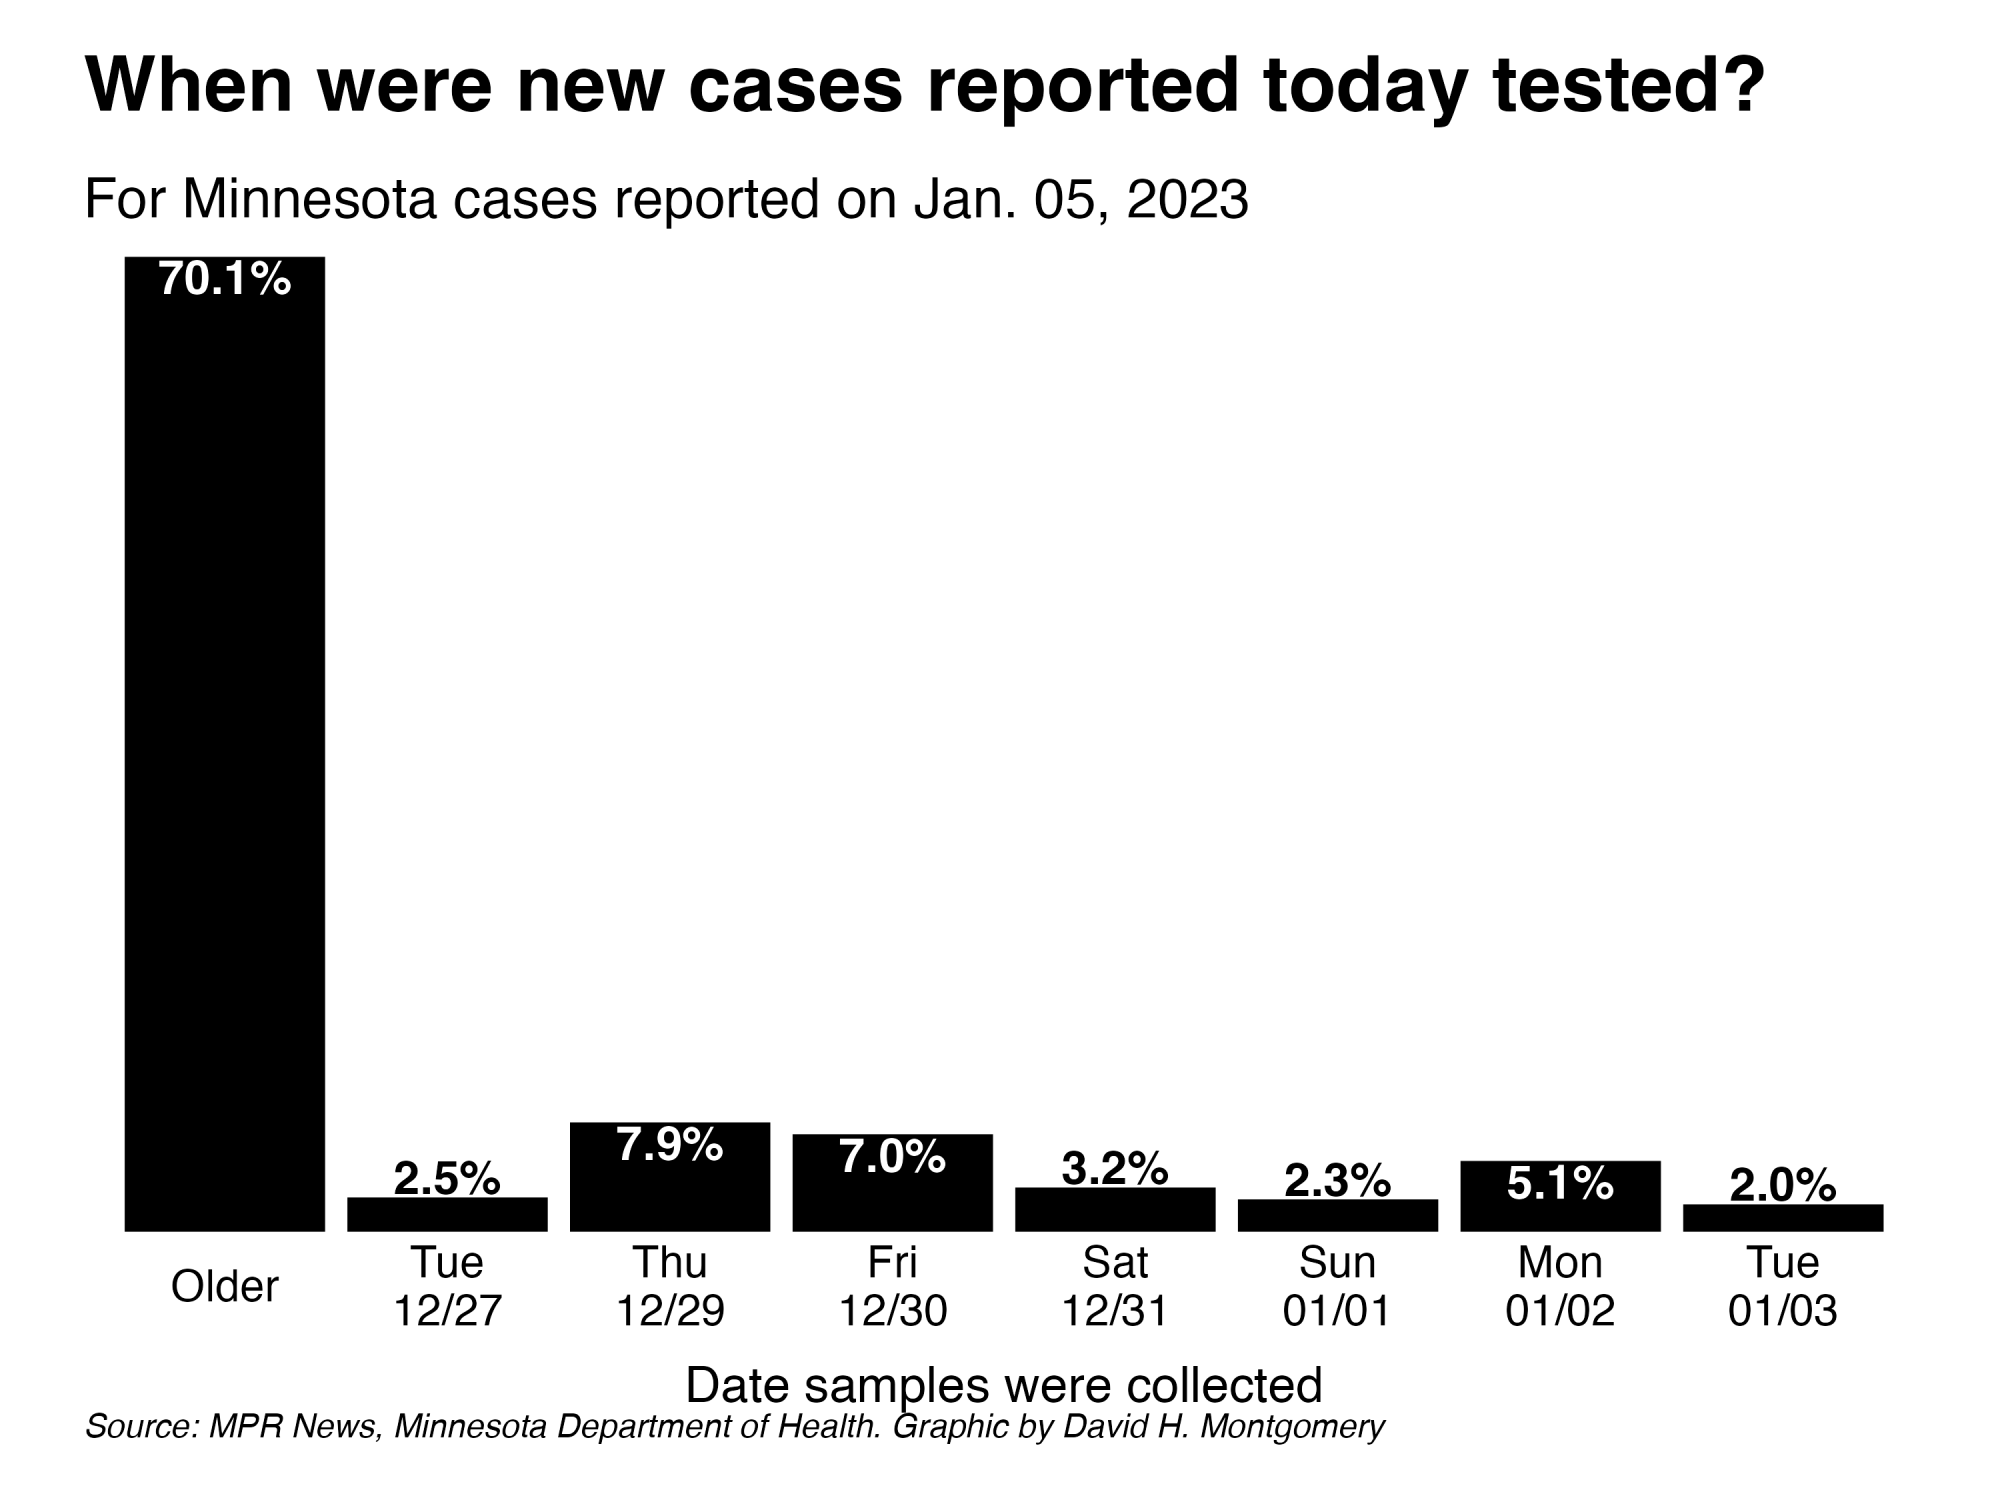 When were new cases reported today tested?
For Minnesota cases reported on Jan. 05, 2023
70.1%
2.5%
7.9%
7.0%
3.2%
2.3%
5.1%
2.0%
Older
Tue
12/27
Thu
12/29
Fri
12/30
Sat
12/31
Sun
01/01
Mon
01/02
Tue
01/03
Date samples were collected
Source: MPR News, Minnesota Department of Health. Graphic by David H. Montgomery